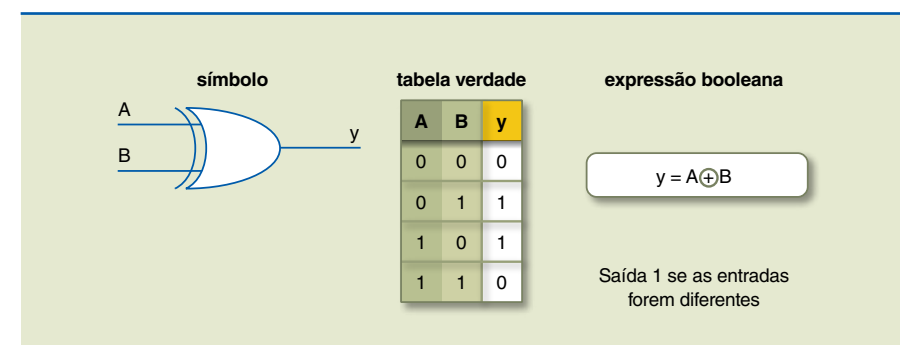 símbolo
tabela verdade
expressão booleana
A
B
y
A B y
0 0 0
0 1 1
1 0 1
1 1 0
y = A⊕B
Saída 1 se as entradas
forem diferentes